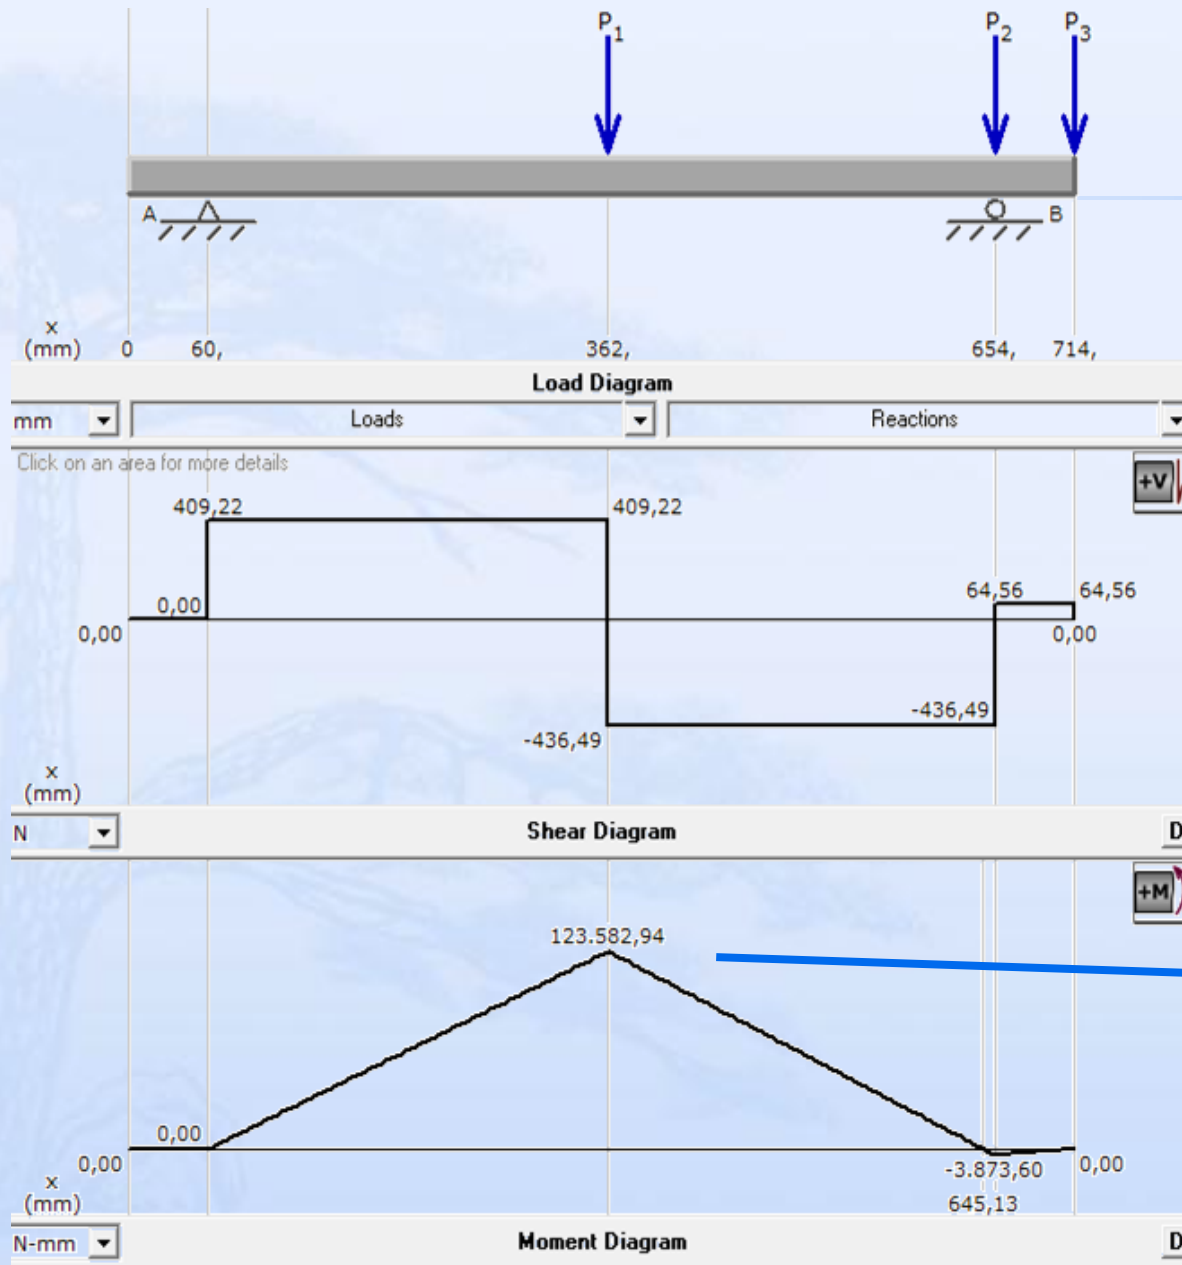 P1 P2 P3
A B
x
(mm) 0 60, 362, 654, 714,
Load Diagram
mm Loads Reactions
Click on an area for more details
+V
409,22 409,22
64,56 64,56
0,00
0,00 0,00
-436,49
-436,49
x
(mm)
N Shear Diagram D
+M
123.582,94
0,00
0,00 -3.873,60 0,00
x
(mm) 645,13
N-mm Moment Diagram D